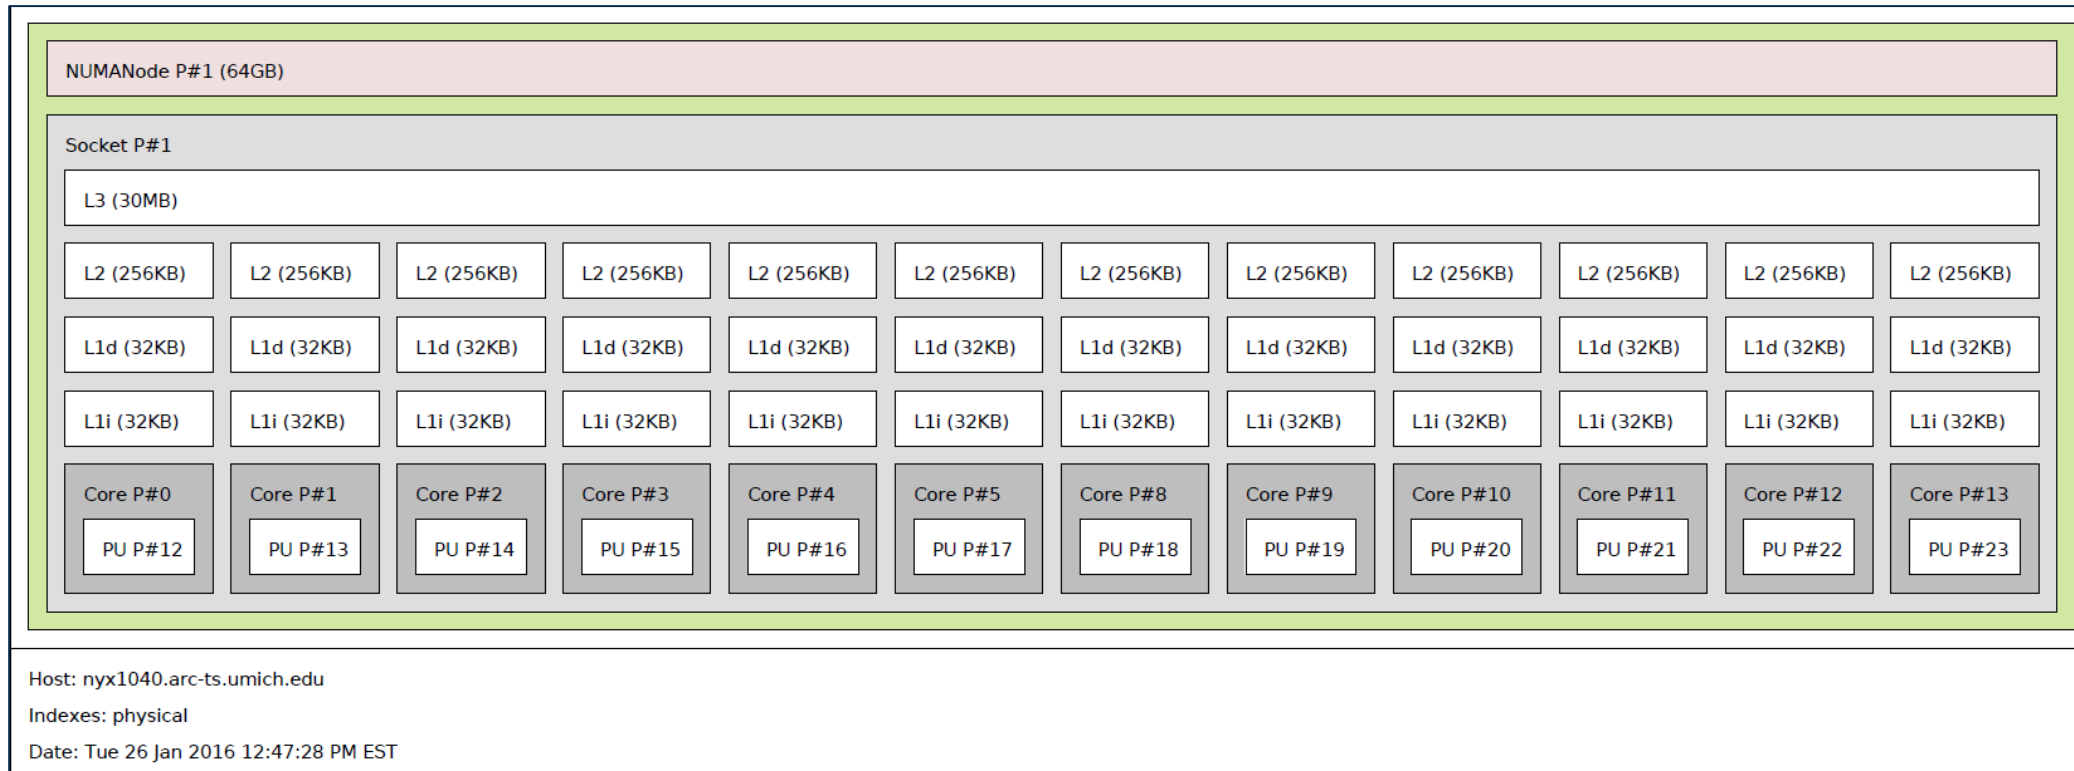 NUMANode P#1 (64GB)
Socket P#1
L3 (30MB)
L2 (256KB) L2 (256KB) L2 (256KB) L2 (256KB) L2 (256KB) L2 (256KB) L2 (256KB) L2 (256KB) L2 (256KB) L2 (256KB) L2 (256KB) L2 (256KB)
L1d (32KB) L1d (32KB) L1d (32KB) L1d (32KB) L1d (32KB) L1d (32KB) L1d (32KB) L1d (32KB) L1d (32KB) L1d (32KB) L1d (32KB) L1d (32KB)
L1i (32KB) L1i (32KB) L1i (32KB) L1i (32KB) L1i (32KB) L1i (32KB) L1i (32KB) L1i (32KB) L1i (32KB) L1i (32KB) L1i (32KB) L1i (32KB)
Core P#0 Core P#1 Core P#2 Core P#3 Core P#4 Core P#5 Core P#8 Core P#9 Core P#10 Core P#11 Core P#12 Core P#13
PU P#12 PU P#13 PU P#14 PU P#15 PU P#16 PU P#17 PU P#18 PU P#19 PU P#20 PU P#21 PU P#22 PU P#23
Host: nyx1040.arc-ts.umich.edu
Indexes: physical
Date: Tue 26 Jan 2016 12:47:28 PM EST